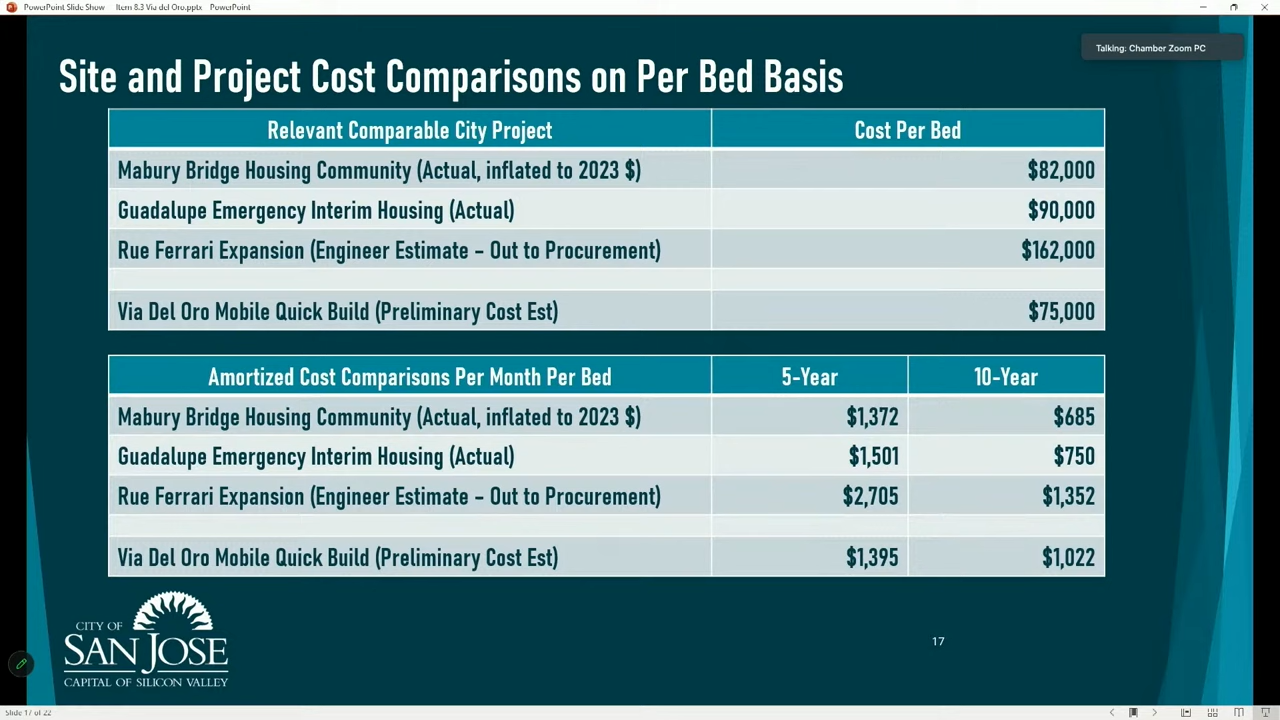 PowerPoint Slide Show - Item 8.3 Via del Oro.pptx - PowerPoint
Talking: Chamber Zoom PC
Site and Project Cost Comparisons on Per Bed Basis
Relevant Comparable City Project Cost Per Bed
Mabury Bridge Housing Community (Actual, inflated to 2023 $) $82,000
Guadalupe Emergency Interim Housing (Actual) $90,000
Rue Ferrari Expansion (Engineer Estimate – Out to Procurement) $162,000
Via Del Oro Mobile Quick Build (Preliminary Cost Est) $75,000
Amortized Cost Comparisons Per Month Per Bed 5-Year 10-Year
Mabury Bridge Housing Community (Actual, inflated to 2023 $) $1,372 $685
Guadalupe Emergency Interim Housing (Actual) $1,501 $750
Rue Ferrari Expansion (Engineer Estimate – Out to Procurement) $2,705 $1,352
Via Del Oro Mobile Quick Build (Preliminary Cost Est) $1,395 $1,022
CITY OF
SAN JOSE
CAPITAL OF SILICON VALLEY
17
Slide 17 of 22